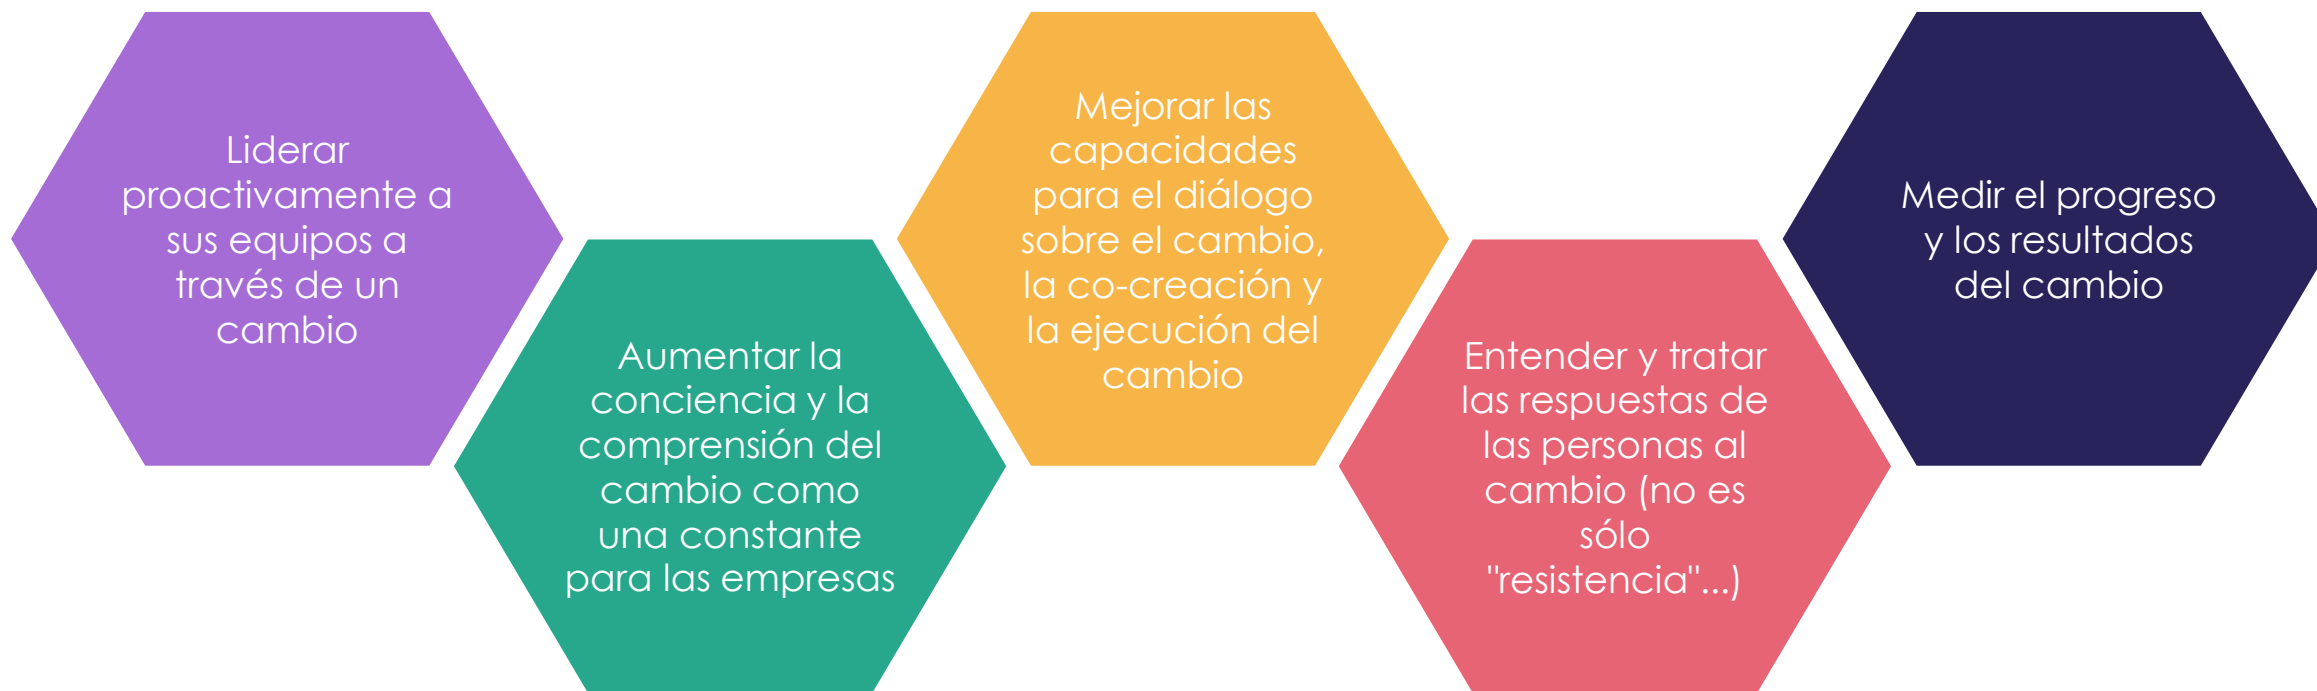 Liderar
proactivamente a
sus equipos a
través de un
cambio
Aumentar la
conciencia y la
comprensión del
cambio como
una constante
para las empresas
Mejorar las
capacidades
para el diálogo
sobre el cambio,
la co-creación y
la ejecución del
cambio
Entender y tratar
las respuestas de
las personas al
cambio (no es
sólo
"resistencia"...)
Medir el progreso
y los resultados
del cambio